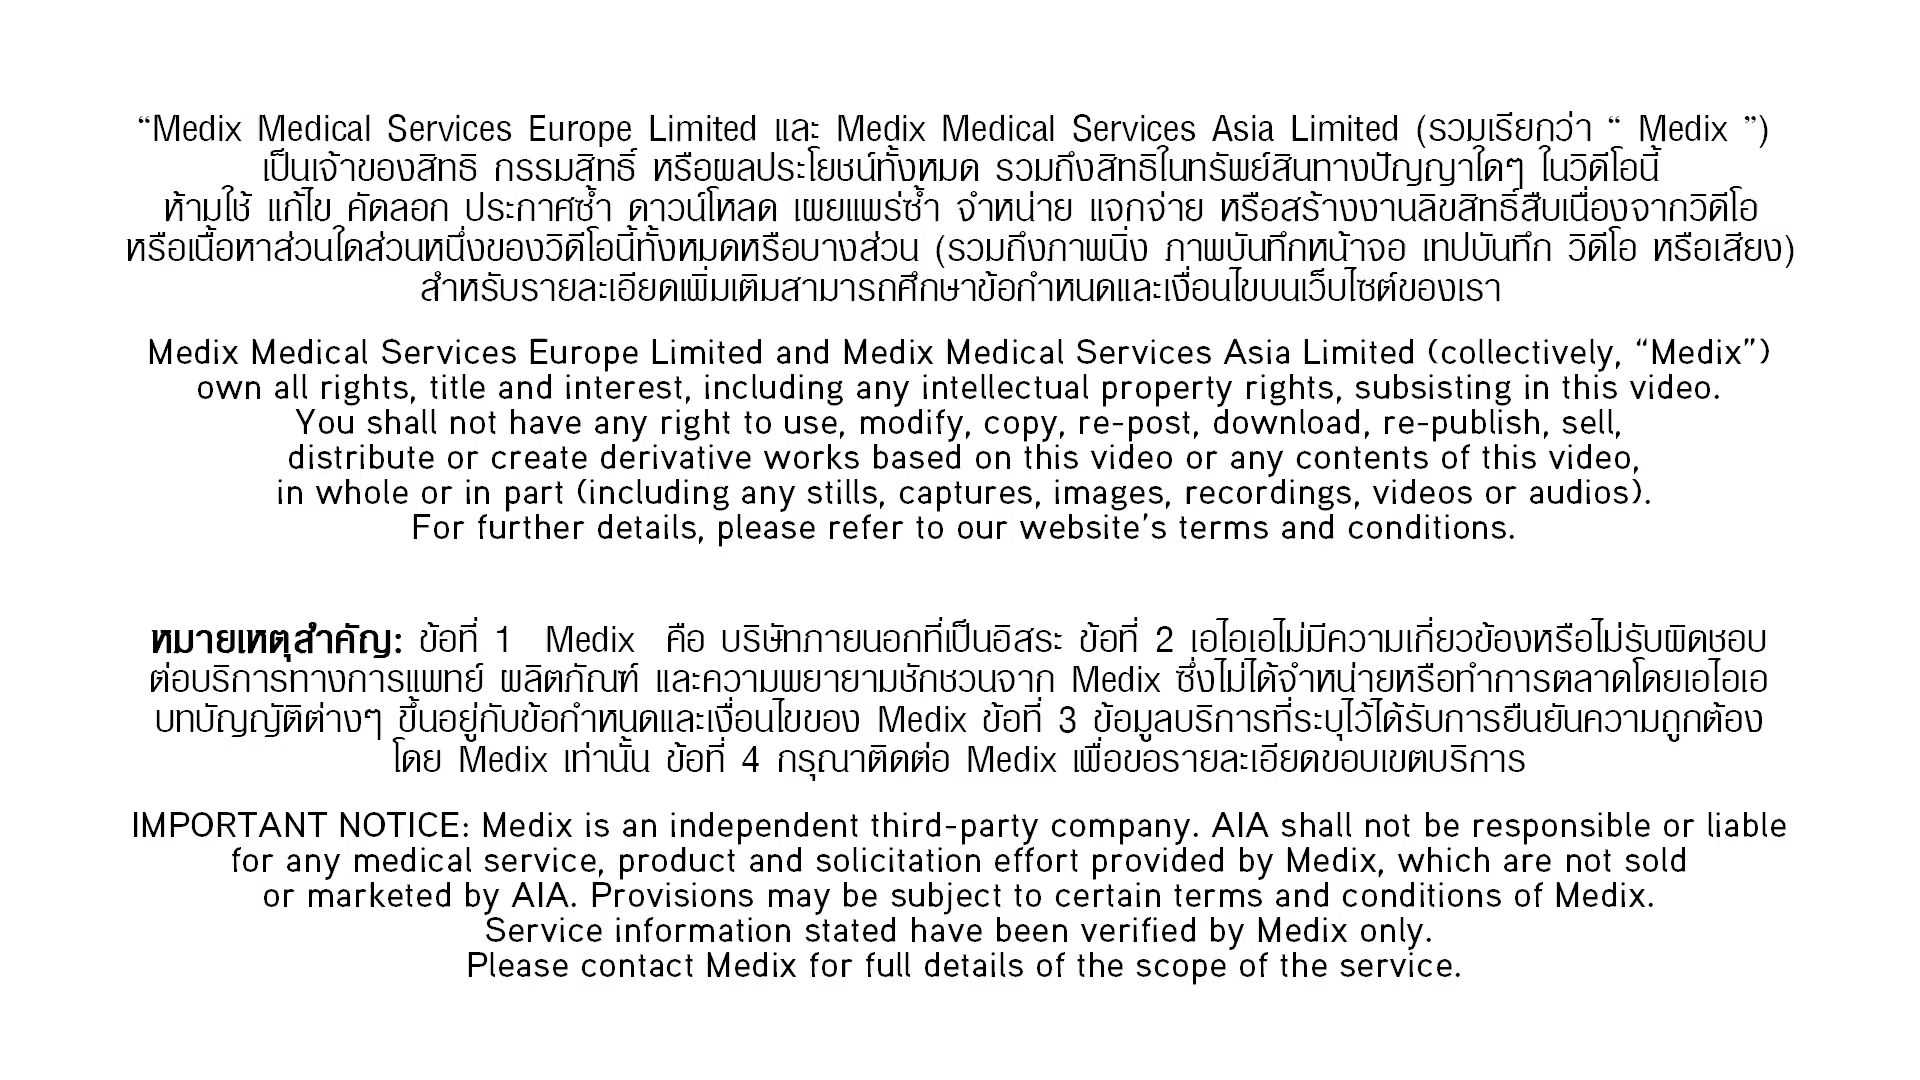 “Medix Medical Services Europe Limited และ Medix Medical Services Asia Limited (รวมเรียกว่า “ Medix ”)
เป็นเจ้าของสิทธิ กรรมสิทธิ์ หรือผลประโยชน์ทั้งหมด รวมถึงสิทธิในทรัพย์สินทางปัญญาใดๆ ในวิดีโอนี้
ห้ามใช้ แก้ไข คัดลอก ประกาศซ้ำ ดาวน์โหลด เผยแพร่ซ้ำ จำหน่าย แจกจ่าย หรือสร้างงานลิขสิทธิ์สืบเนื่องจากวิดีโอ
หรือเนื้อหาส่วนใดส่วนหนึ่งของวิดีโอนี้ทั้งหมดหรือบางส่วน (รวมถึงภาพนิ่ง ภาพบันทึกหน้าจอ เทปบันทึก วิดีโอ หรือเสียง)
สำหรับรายละเอียดเพิ่มเติมสามารถศึกษาข้อกำหนดและเงื่อนไขบนเว็บไซต์ของเรา
Medix Medical Services Europe Limited and Medix Medical Services Asia Limited (collectively, “Medix”)
own all rights, title and interest, including any intellectual property rights, subsisting in this video.
You shall not have any right to use, modify, copy, re-post, download, re-publish, sell,
distribute or create derivative works based on this video or any contents of this video,
in whole or in part (including any stills, captures, images, recordings, videos or audios).
For further details, please refer to our website’s terms and conditions.
หมายเหตุสำคัญ: ข้อที่ 1 Medix คือ บริษัทภายนอกที่เป็นอิสระ ข้อที่ 2 เอไอเอไม่มีความเกี่ยวข้องหรือไม่รับผิดชอบ
ต่อบริการทางการแพทย์ ผลิตภัณฑ์ และความพยายามชักชวนจาก Medix ซึ่งไม่ได้จำหน่ายหรือทำการตลาดโดยเอไอเอ
บทบัญญัติต่างๆ ขึ้นอยู่กับข้อกำหนดและเงื่อนไขของ Medix ข้อที่ 3 ข้อมูลบริการที่ระบุไว้ได้รับการยืนยันความถูกต้อง
โดย Medix เท่านั้น ข้อที่ 4 กรุณาติดต่อ Medix เพื่อขอรายละเอียดขอบเขตบริการ
IMPORTANT NOTICE: Medix is an independent third-party company. AIA shall not be responsible or liable
for any medical service, product and solicitation effort provided by Medix, which are not sold
or marketed by AIA. Provisions may be subject to certain terms and conditions of Medix.
Service information stated have been verified by Medix only.
Please contact Medix for full details of the scope of the service.